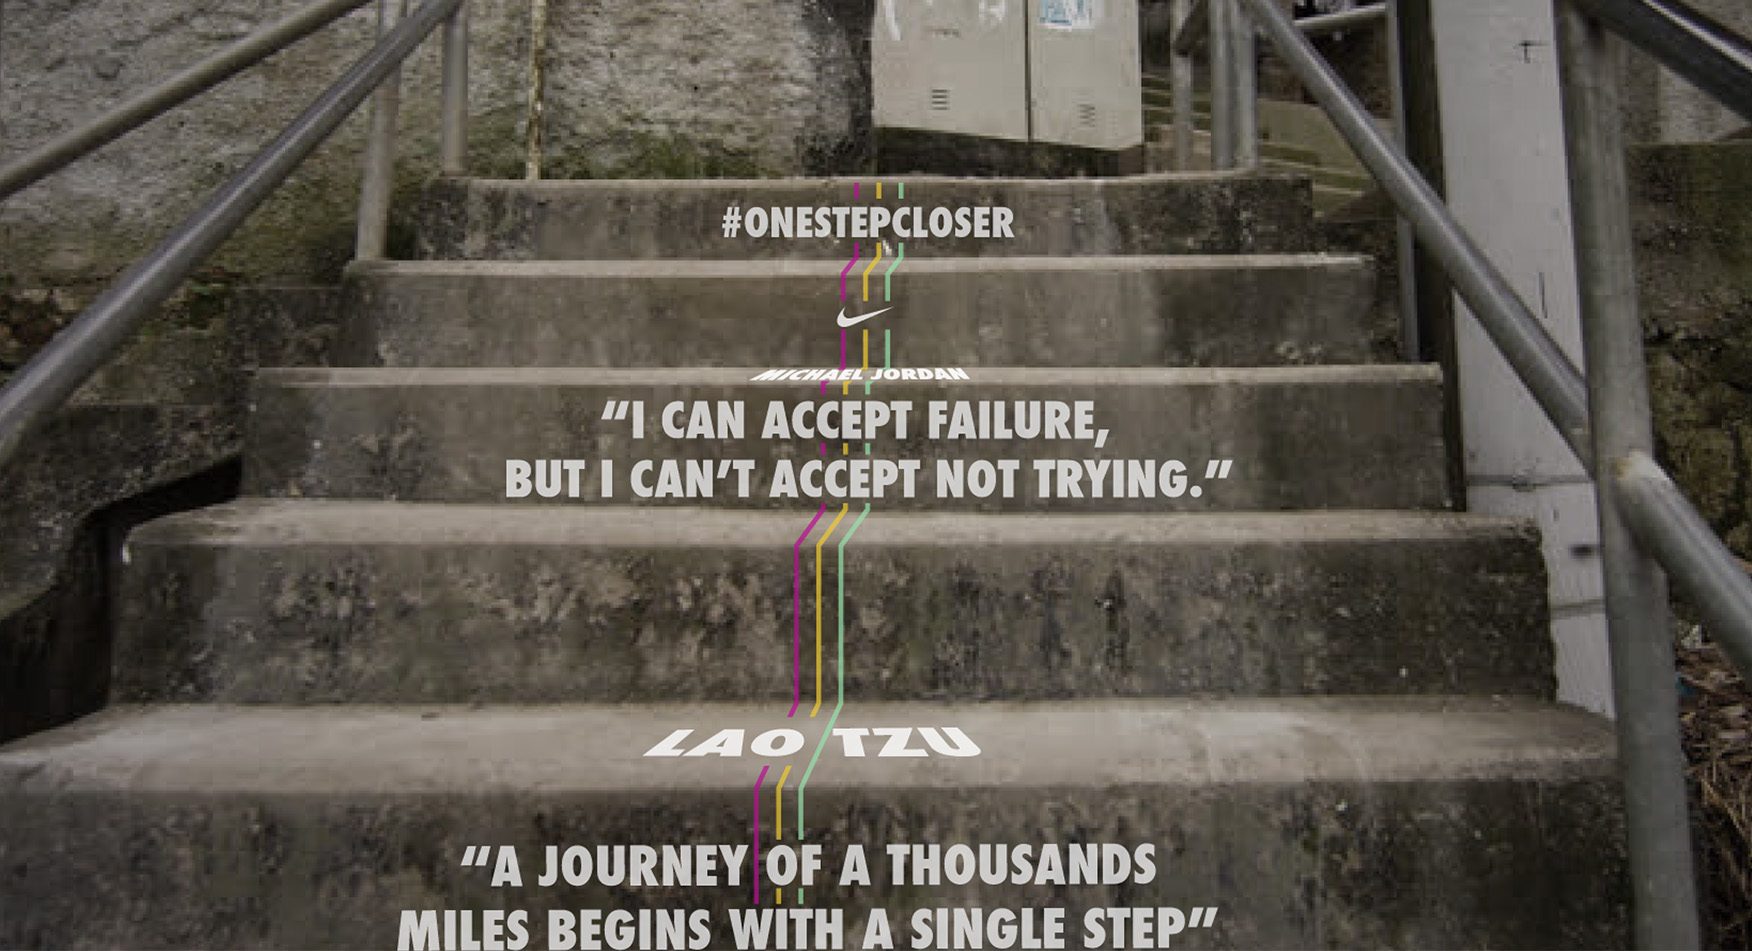 #ONESTEPCLOSER
MICHAEL JORDAN
“I CAN ACCEPT FAILURE,
BUT I CAN’T ACCEPT NOT TRYING.”
LAO TZU
“A JOURNEY OF A THOUSANDS
MILES BEGINS WITH A SINGLE STEP”